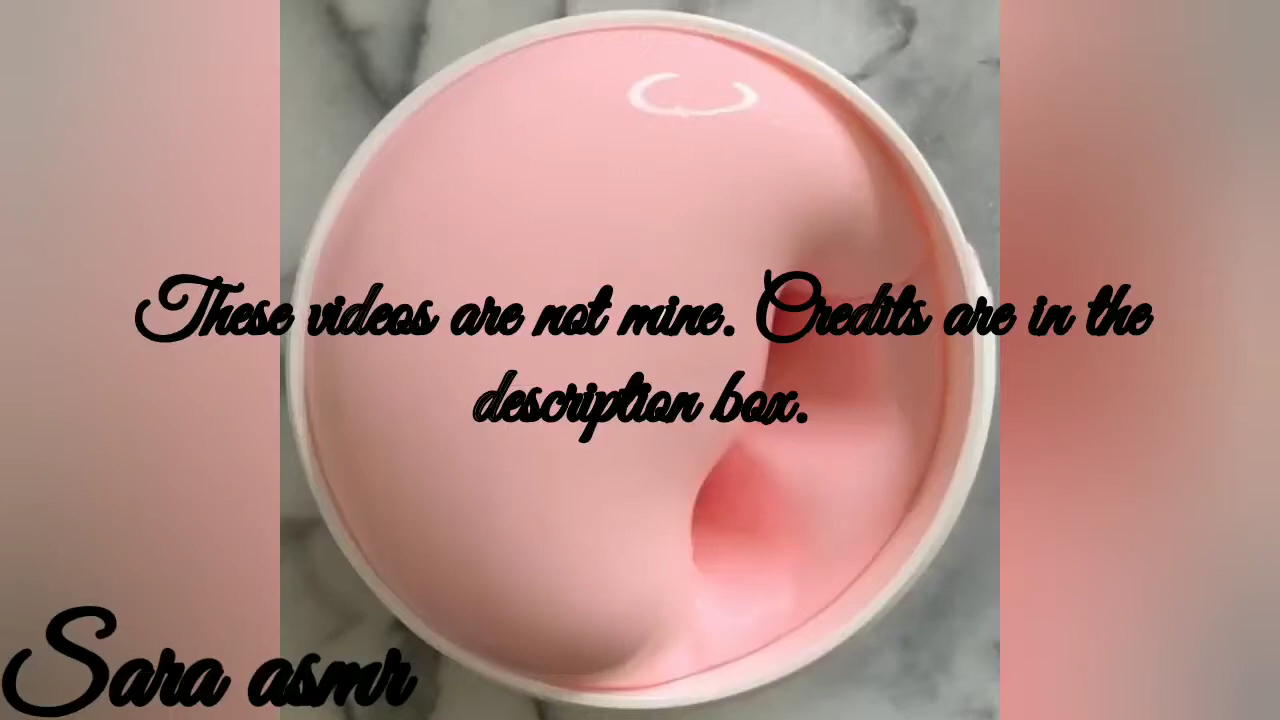 These videos are not mine. Credits are in the
description box.
Sara asmr